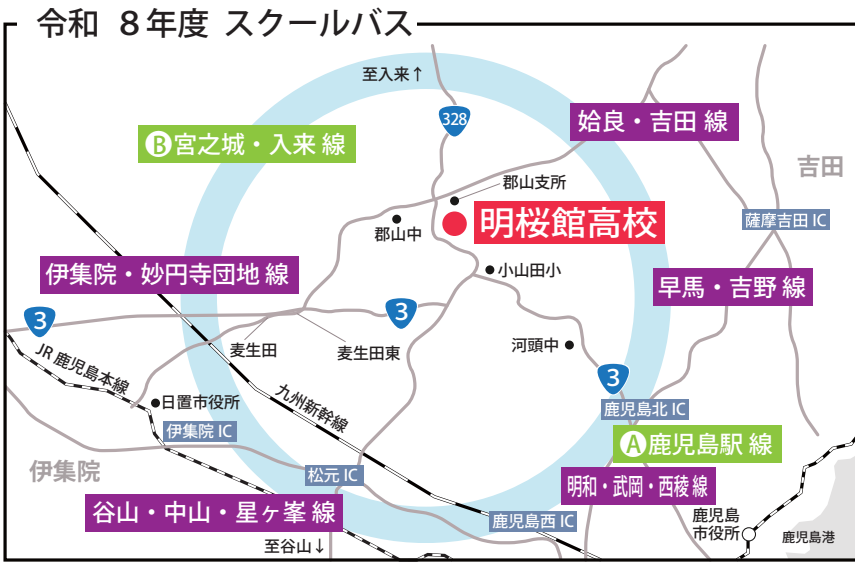 令和 8年度 スクールバス
至入来↑
328
姶良・吉田 線
Ⓑ宮之城・入来 線
吉田
郡山支所
明桜館高校
薩摩吉田 IC
郡山中
小山田小
伊集院・妙円寺団地 線
早馬・吉野 線
3
3
麦生田
麦生田東
河頭中
JR 鹿児島本線
3
九州新幹線
日置市役所
鹿児島北 IC
伊集院 IC
Ⓐ鹿児島駅 線
伊集院
松元 IC
明和・武岡・西稜 線
谷山・中山・星ヶ峯 線
鹿児島西 IC
鹿児島
市役所
鹿児島港
至谷山↓